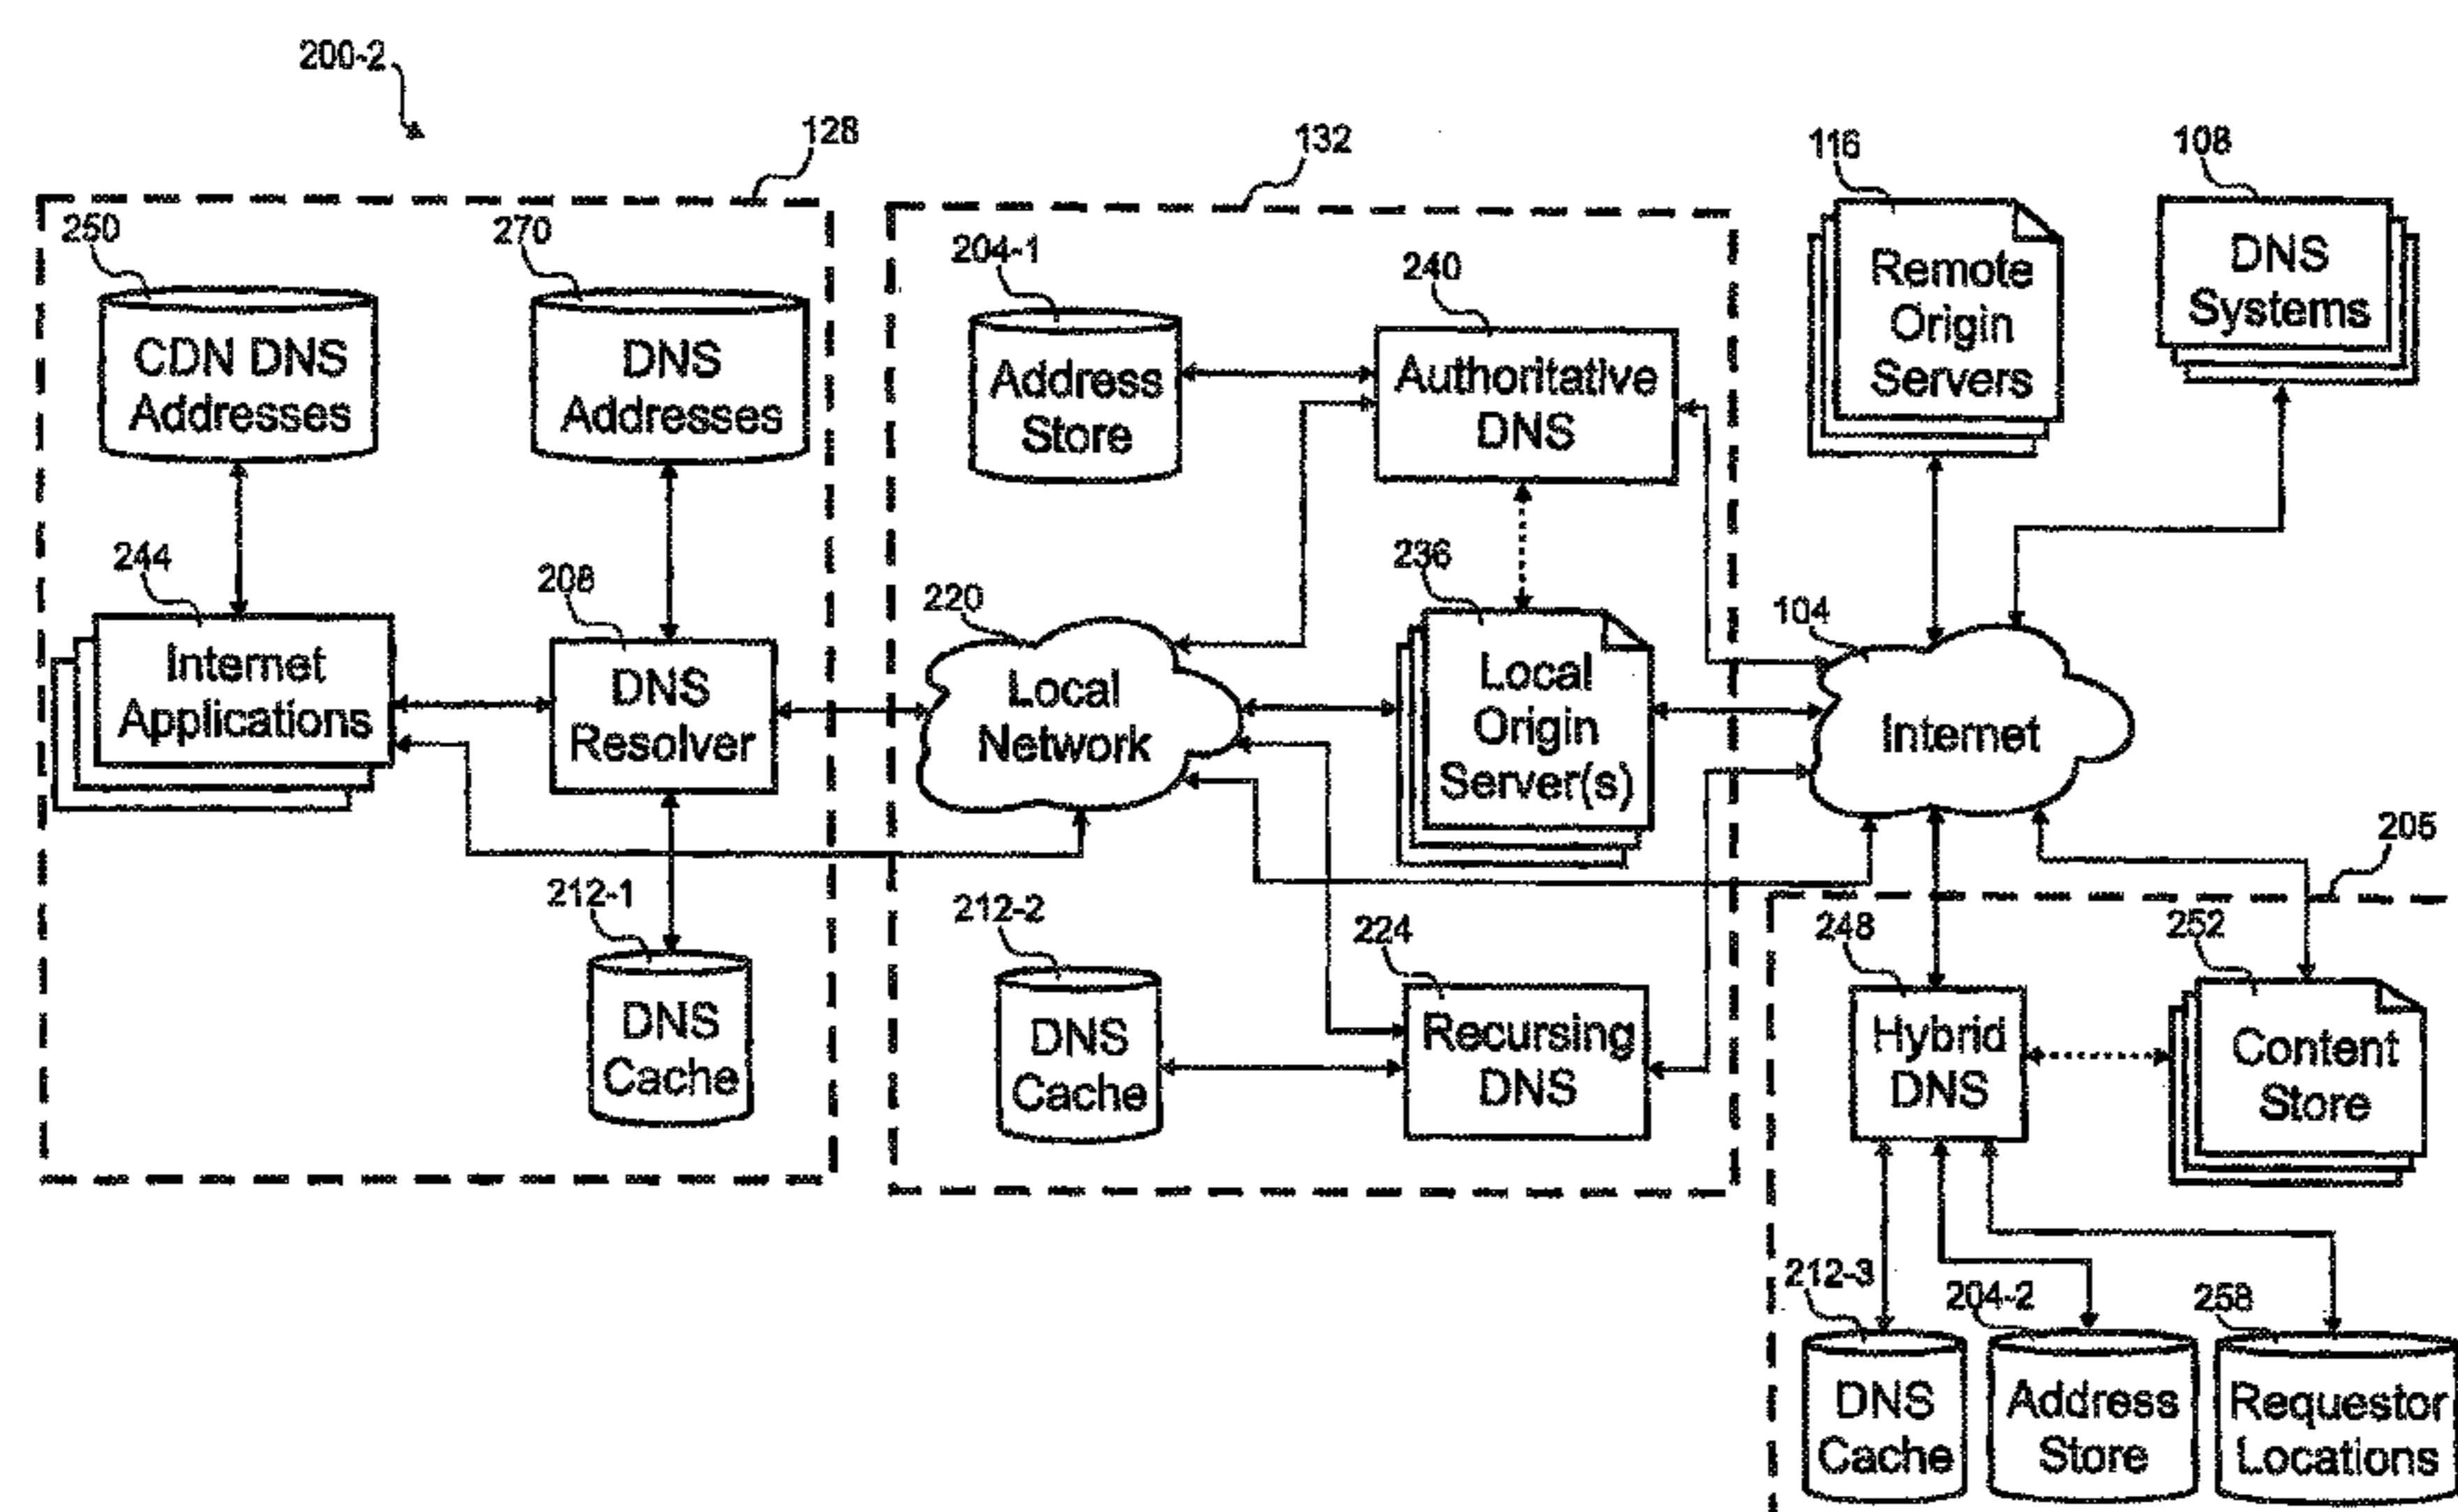 200-2
128
132
116
108
250
CDN DNS
Addresses
270
DNS
Addresses
204-1
Address
Store
240
Authoritative
DNS
Remote
Origin
Servers
DNS
Systems
244
Internet
Applications
208
DNS
Resolver
220
Local
Network
236
Local
Origin
Server(s)
104
Internet
205
212-1
DNS
Cache
212-2
DNS
Cache
224
Recursing
DNS
248
Hybrid
DNS
252
Content
Store
212-3
DNS
Cache
204-2
Address
Store
258
Requestor
Locations